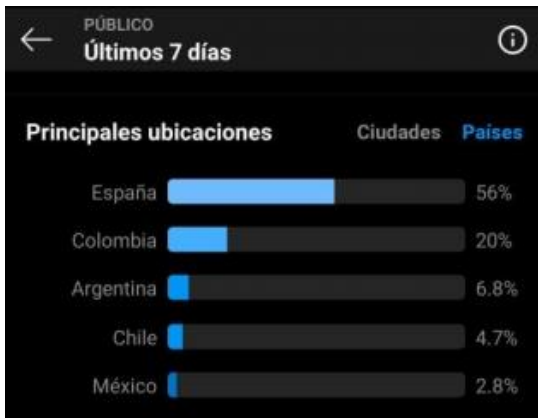 PÚBLICO
Últimos 7 días
Principales ubicaciones Ciudades Países
España 56%
Colombia 20%
Argentina 6.8%
Chile 4.7%
México 2.8%